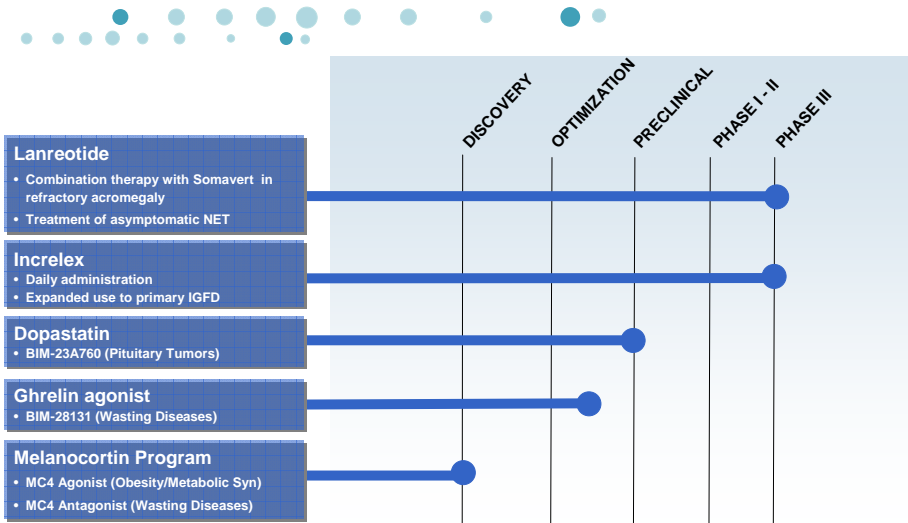 DISCOVERY
OPTIMIZATION
PRECLINICAL
PHASE I - II
PHASE III
Lanreotide
• Combination therapy with Somavert in
refractory acromegaly
• Treatment of asymptomatic NET
Increlex
• Daily administration
• Expanded use to primary IGFD
Dopastatin
• BIM-23A760 (Pituitary Tumors)
Ghrelin agonist
• BIM-28131 (Wasting Diseases)
Melanocortin Program
• MC4 Agonist (Obesity/Metabolic Syn)
• MC4 Antagonist (Wasting Diseases)